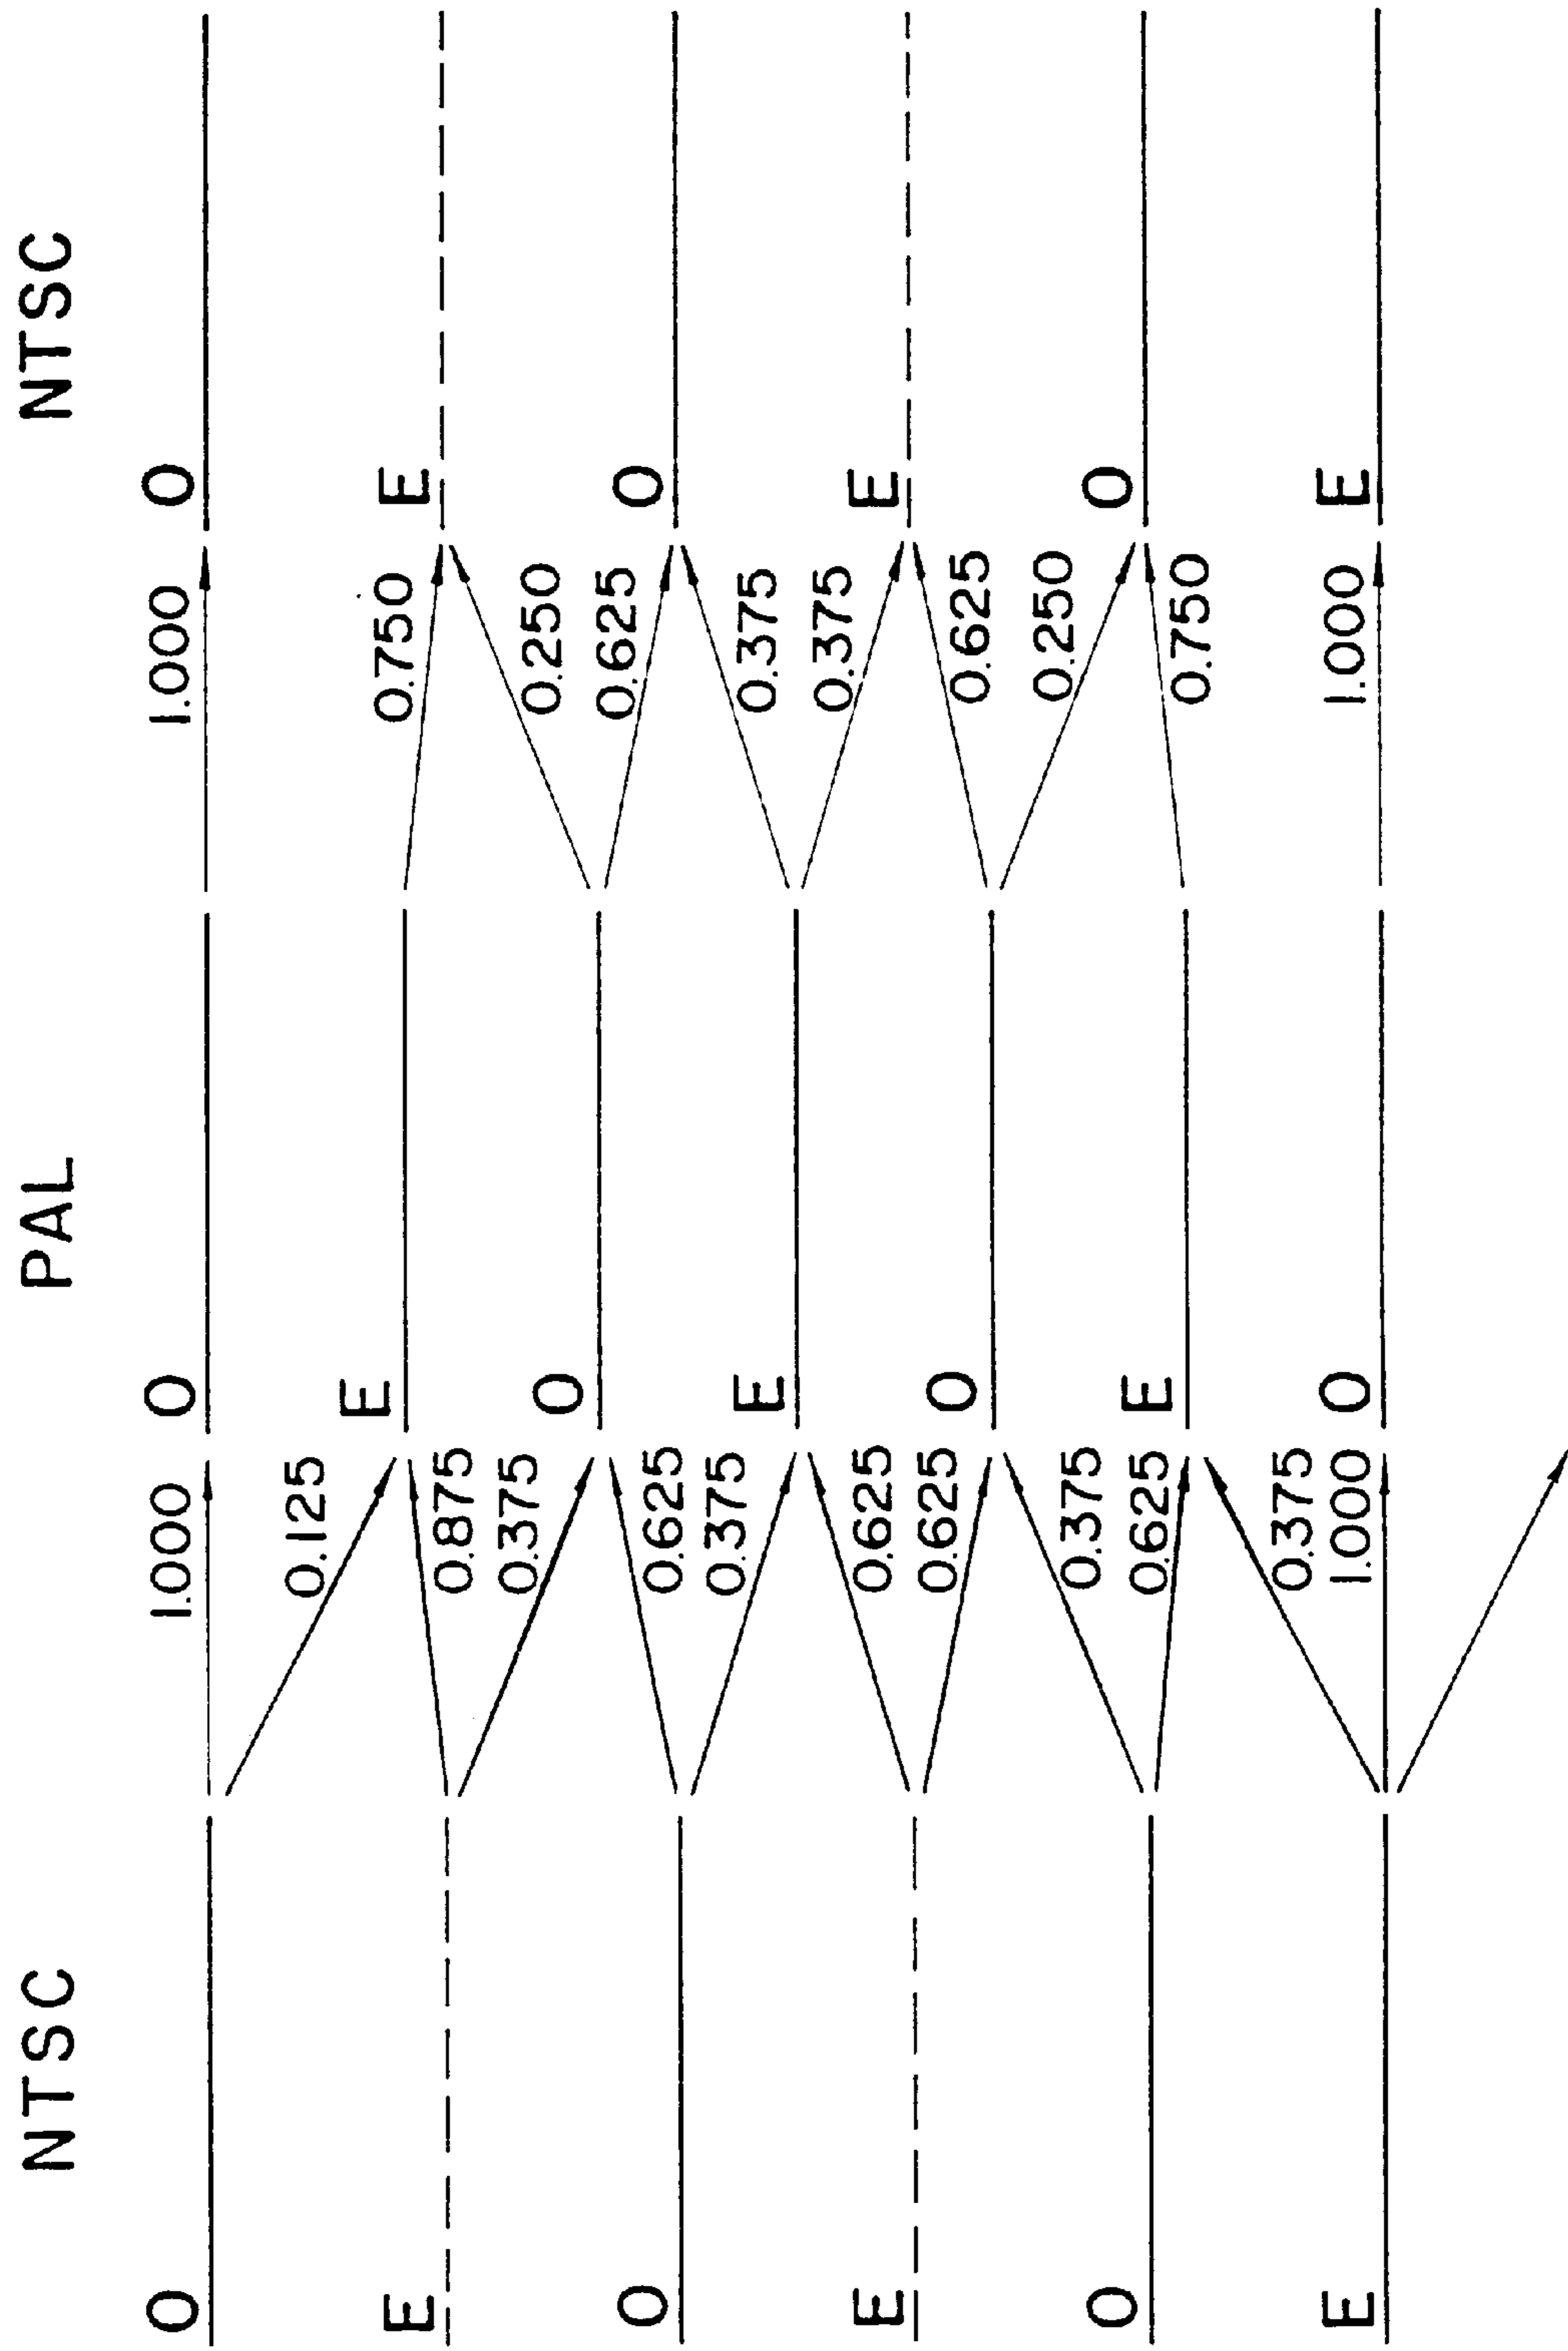 NTSC PAL NTSC
O 1.000 O 1.000 O
0.125
E E 0.750 E
0.875
0.375 O 0.250
0.625
O 0.625 O
0.375 E 0.375
0.375
E 0.625 E
0.625 O 0.625
0.250
O 0.375 O
0.625 E 0.750
0.375
E 1.000 O 1.000 E